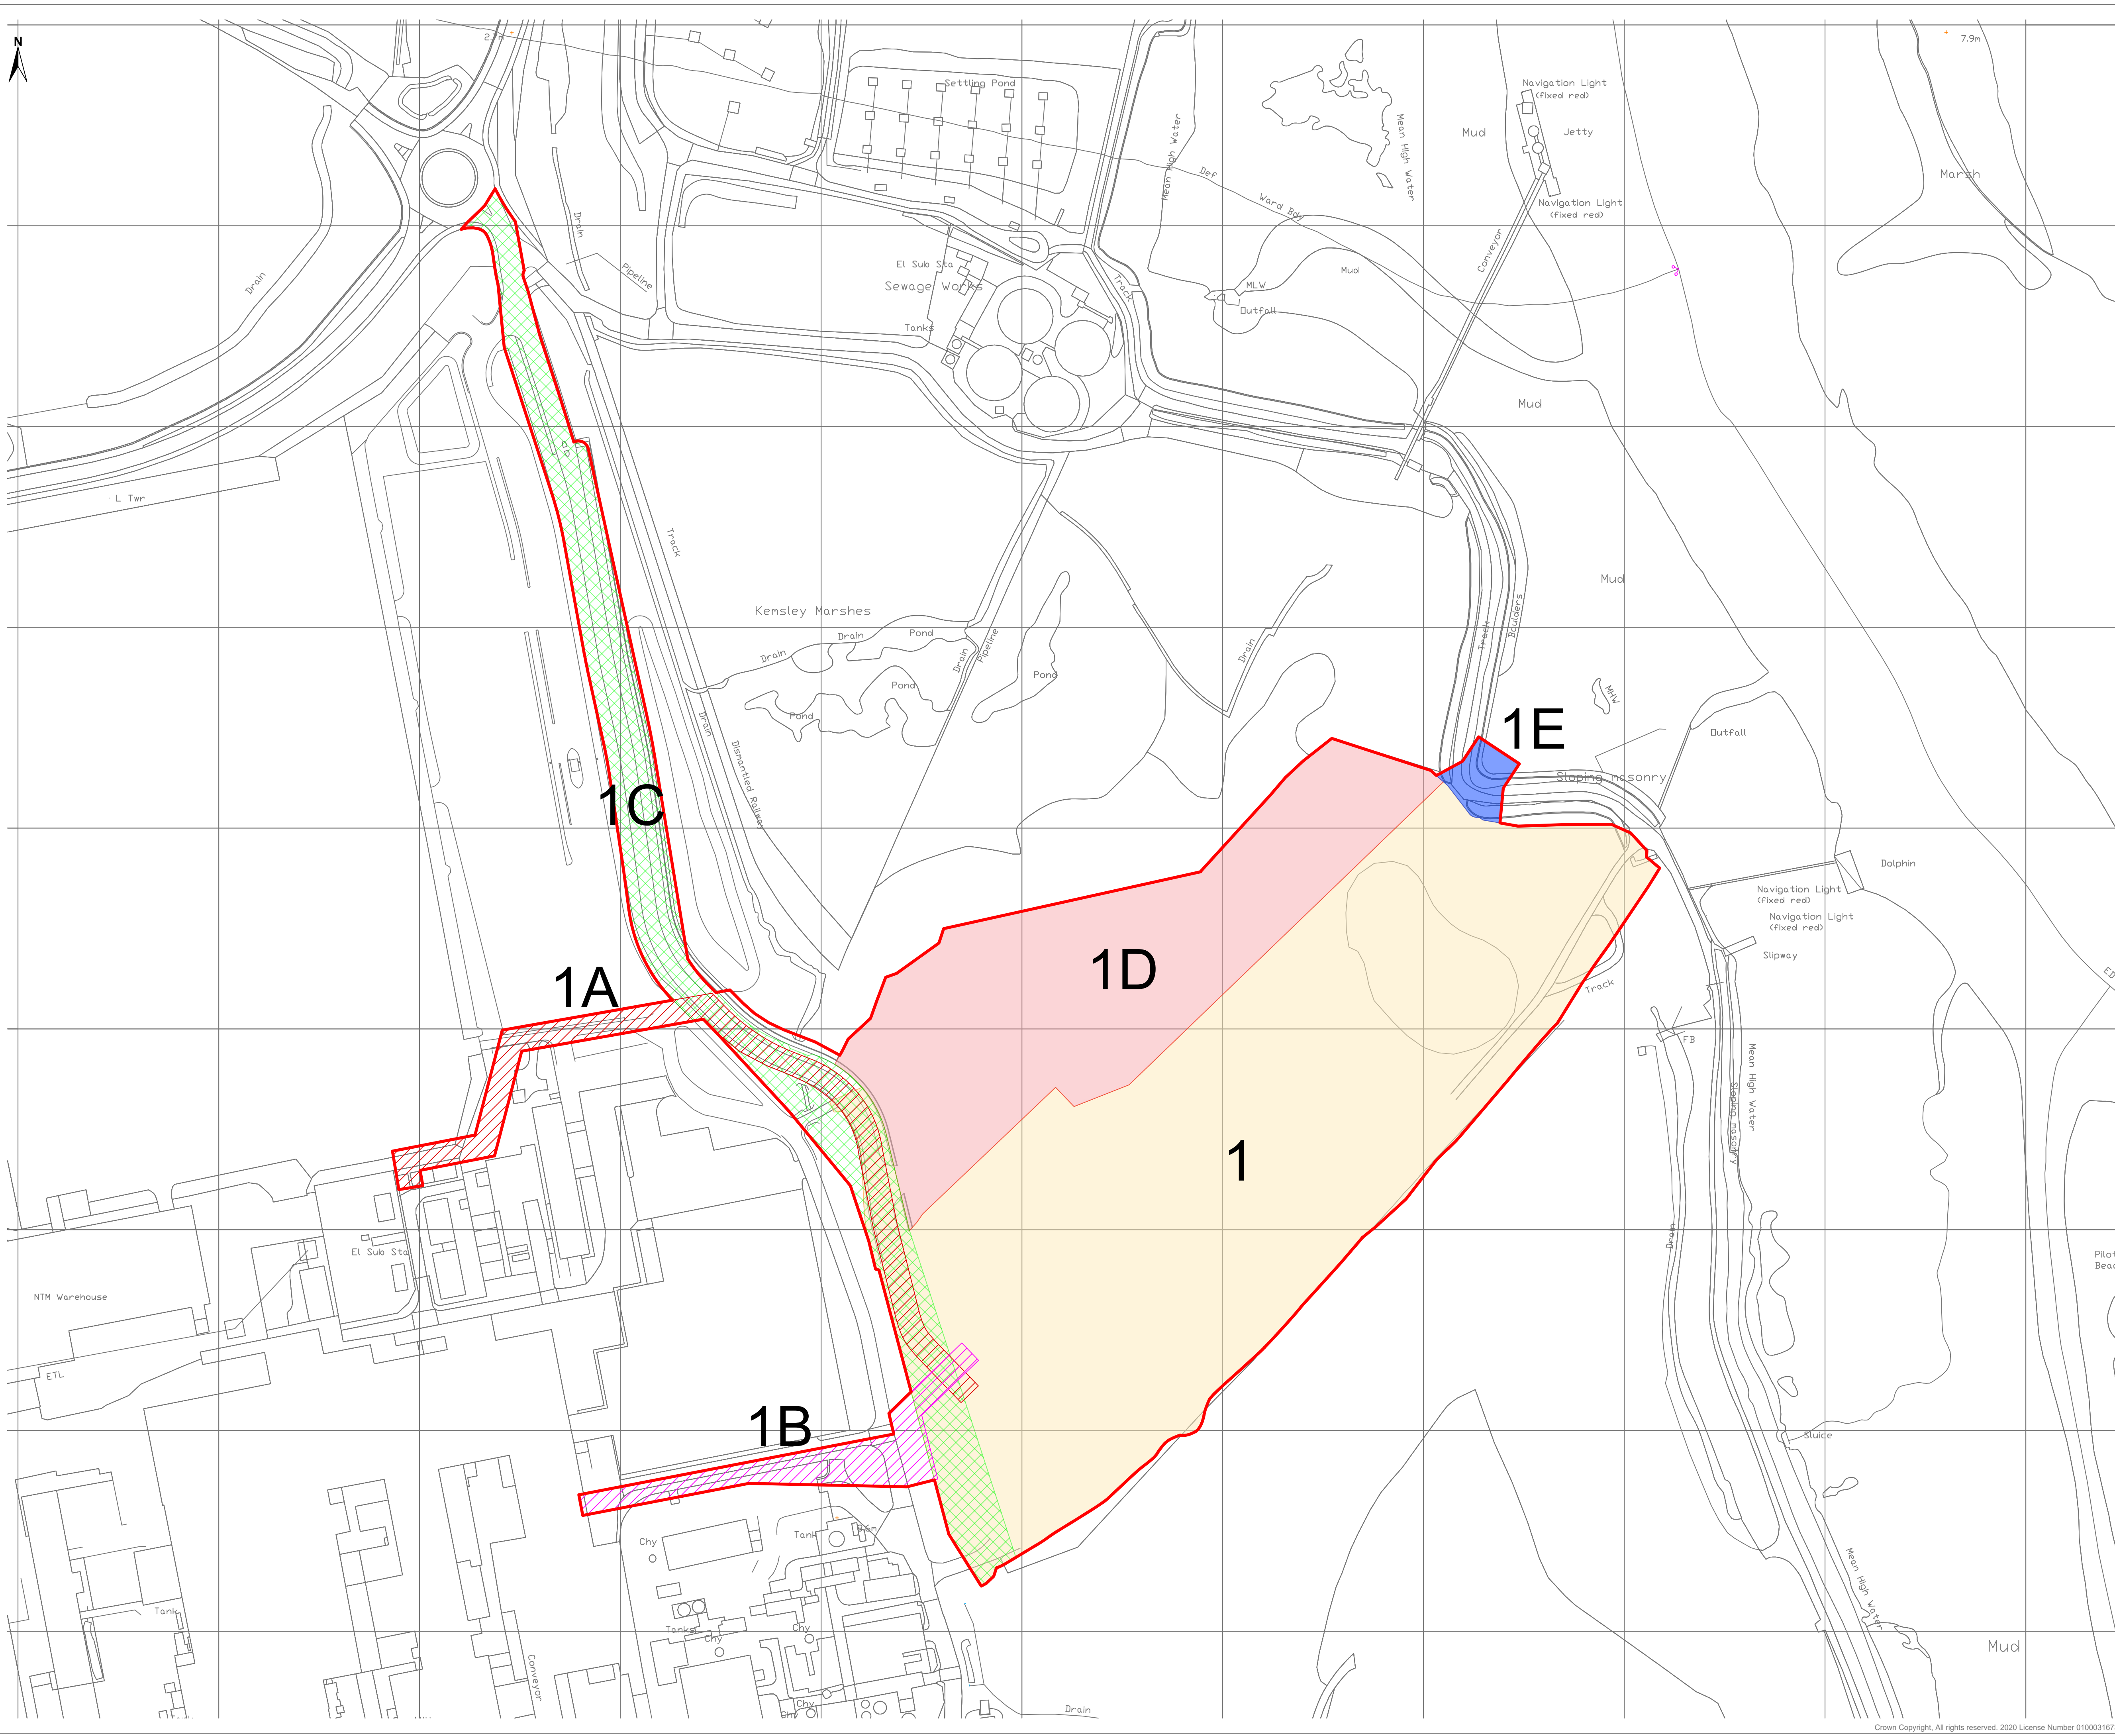 N
2.7m
7.9m
Settling Pond
Navigation Light
(fixed red)
Mean High Water
Mean High Water
Mud
Jetty
Def
Marsh
Ward Bdy
Navigation Light
(fixed red)
Drain
Drain
Pipeline
El Sub Sta
Sewage Works
Track
MLW
Mud
Outfall
Conveyor
Tanks
Mud
L Twr
Track
Mud
Kemsley Marshes
Drain
Pond
Drain
Drain
Pipeline
Pond
Pond
Pond
Drain
Track
Boulders
MHW
Drain
Dismantled Railway
1E
Outfall
Sloping masonry
1C
Dolphin
Navigation Light
(fixed red)
Navigation Light
(fixed red)
Slipway
1A
1D
Track
FB
Mean High Water
Sloping masonry
1
Drain
El Sub Sta
NTM Warehouse
ETL
1B
Sluice
Chy
Tank
Tank
Tanks
Chy
Chy
Mean High Water
Conveyor
Mud
Chy
Chy
Drain
Crown Copyright, All rights reserved. 2020 License Number 010003167